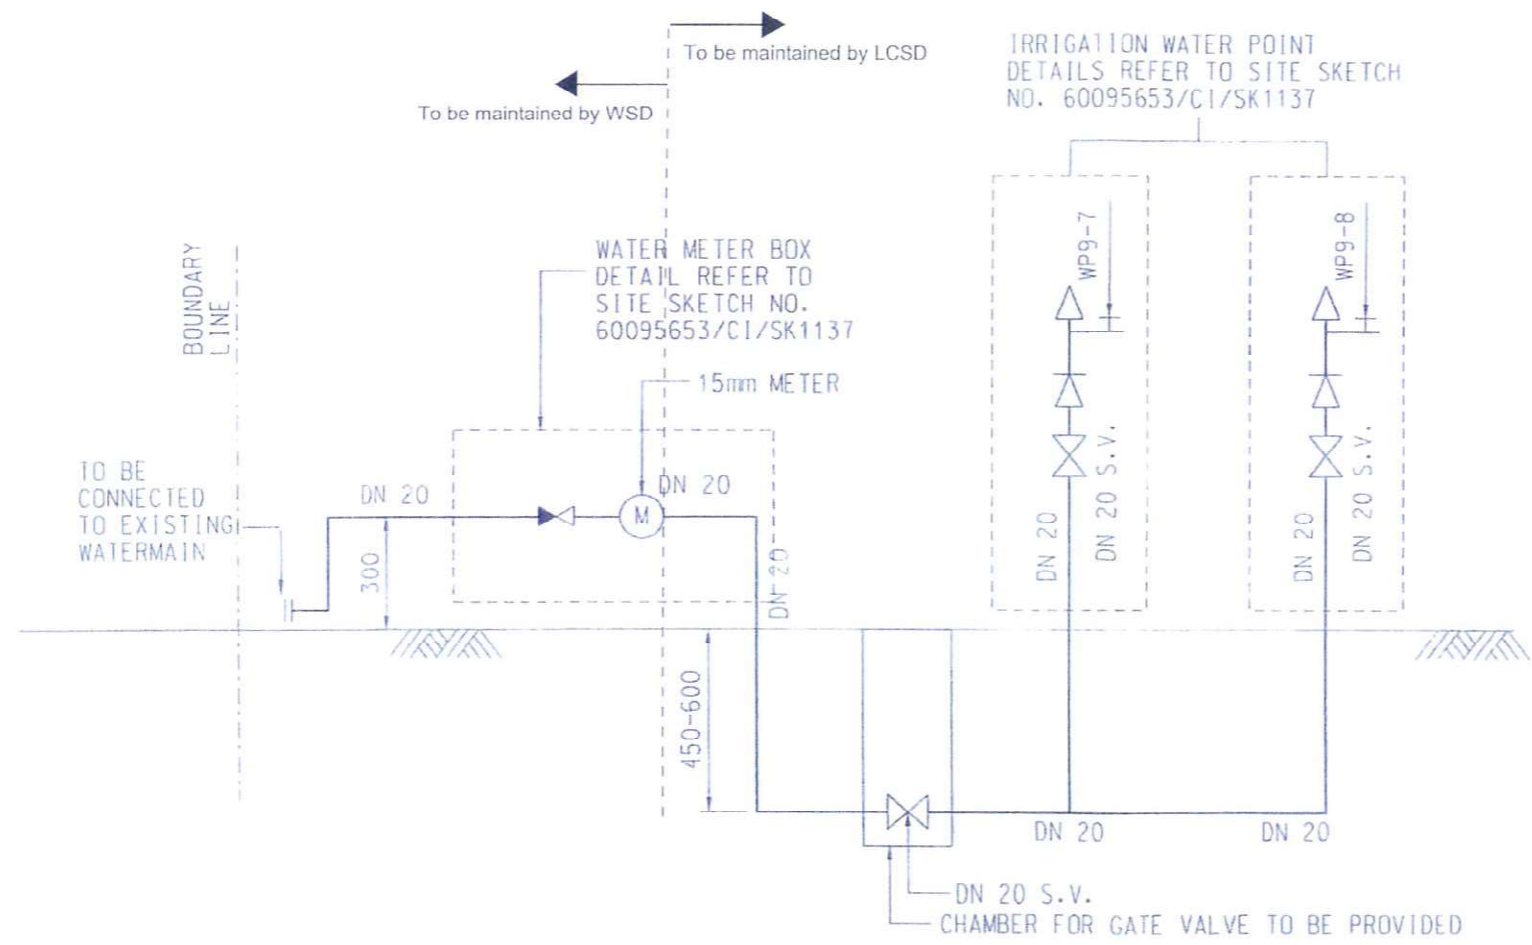 To be maintained by LCSD
To be maintained by WSD
IRRIGATION WATER POINT
DETAILS REFER TO SITE SKETCH
NO. 60095653/CI/SK1137
BOUNDARY
LINE
WATER METER BOX
DETAIL REFER TO
SITE SKETCH NO.
60095653/CI/SK1137
15mm METER
WP9-7
WP9-8
TO BE
CONNECTED
TO EXISTING
WATERMAIN
DN 20
DN 20
M
300
DN 20
DN 20
DN 20 S.V.
DN 20
DN 20 S.V.
450-600
DN 20
DN 20
DN 20 S.V.
CHAMBER FOR GATE VALVE TO BE PROVIDED